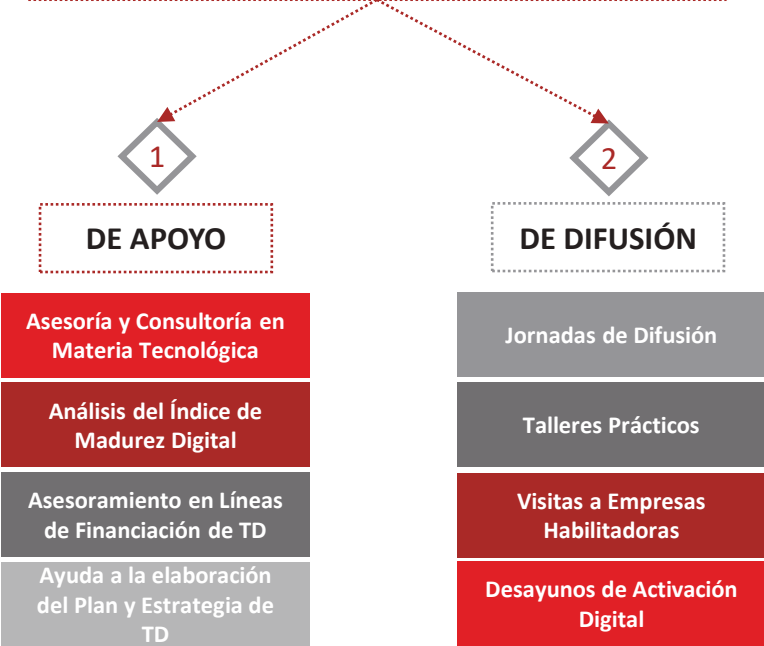 1
DE APOYO
Asesoría y Consultoría en
Materia Tecnológica
Análisis del Índice de
Madurez Digital
Asesoramiento en Líneas
de Financiación de TD
Ayuda a la elaboración
del Plan y Estrategia de
TD
2
DE DIFUSIÓN
Jornadas de Difusión
Talleres Prácticos
Visitas a Empresas
Habilitadoras
Desayunos de Activación
Digital